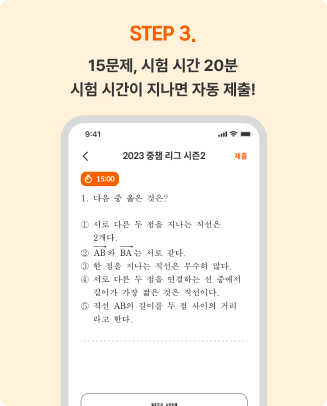 STEP 3.
15문제, 시험 시간 20분
시험 시간이 지나면 자동 제출!
9:41
2023 중챔 리그 시즌2
제출
15:00
1. 다음 중 옳은 것은?
① 서로 다른 두 점을 지나는 직선은
2개다.
② AB와 BA는 서로 같다.
③ 한 점을 지나는 직선은 무수히 많다.
④ 서로 다른 두 점을 연결하는 선 중에서
길이가 가장 짧은 것은 직선이다.
⑤ 직선 AB의 길이를 두 점 사이의 거리
라고 한다.